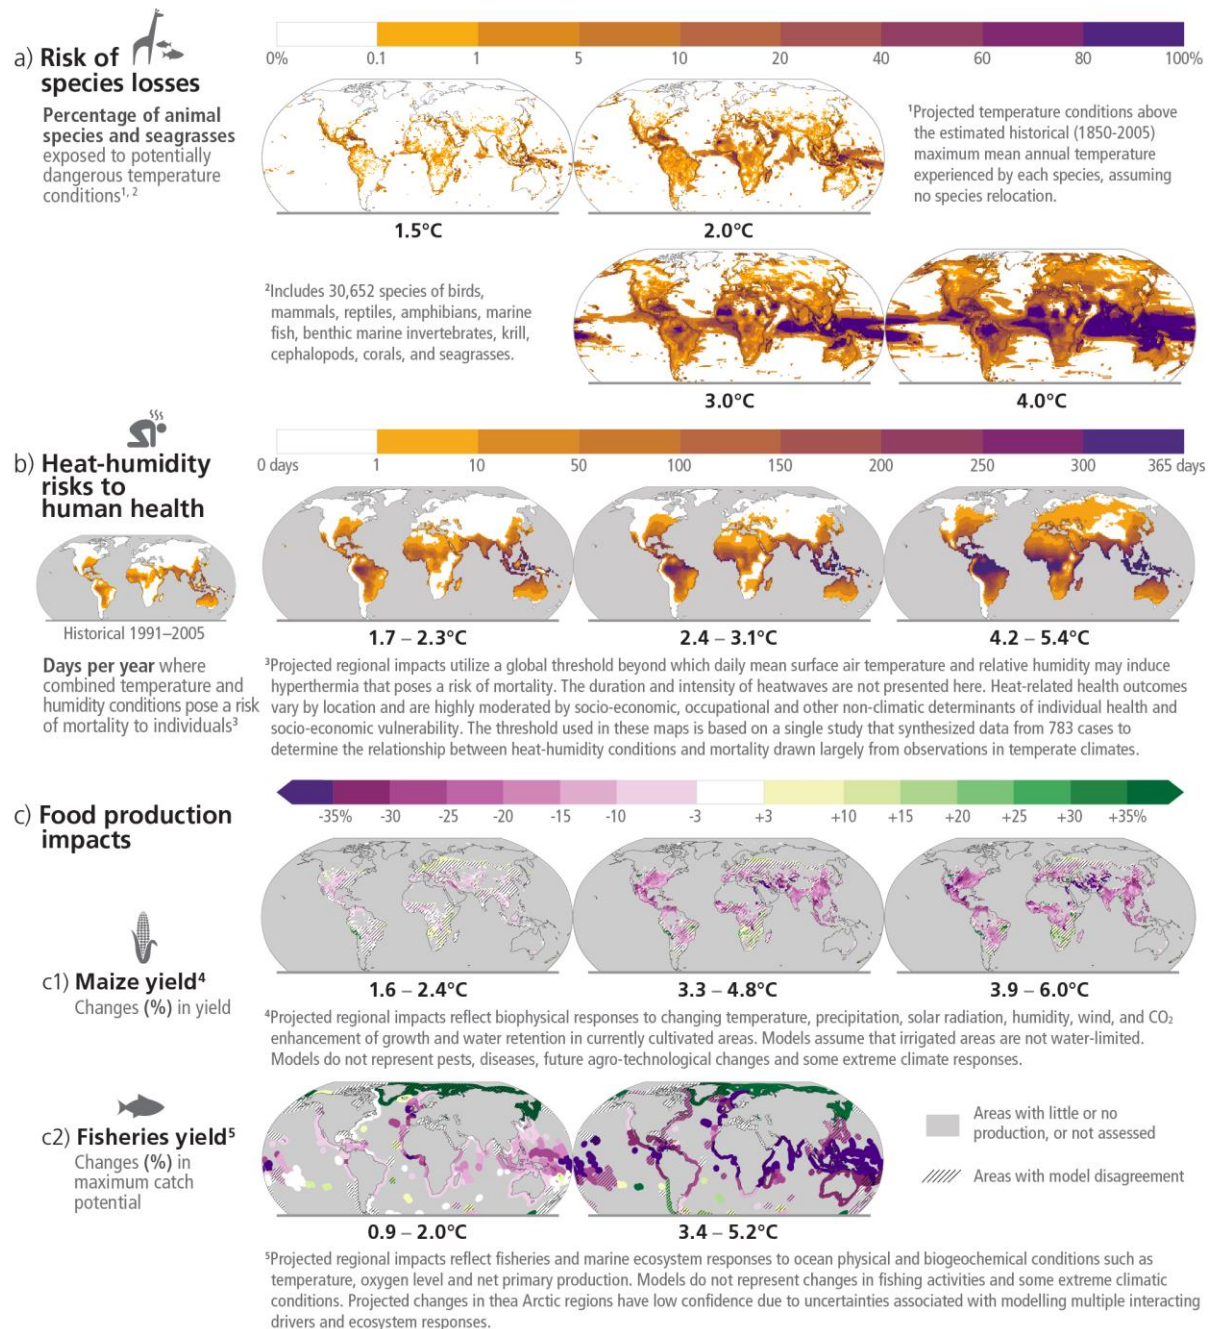 a) Risk of
species losses
Percentage of animal
species and seagrasses
exposed to potentially
dangerous temperature
conditions1, 2
0% 0.1 1 5 10 20 40 60 80 100%
1.5°C
2.0°C
1Projected temperature conditions above
the estimated historical (1850-2005)
maximum mean annual temperature
experienced by each species, assuming
no species relocation.
2Includes 30,652 species of birds,
mammals, reptiles, amphibians, marine
fish, benthic marine invertebrates, krill,
cephalopods, corals, and seagrasses.
3.0°C
4.0°C
b) Heat-humidity
risks to
human health
Historical 1991–2005
Days per year where
combined temperature and
humidity conditions pose a risk
of mortality to individuals3
0 days 1 10 50 100 150 200 250 300 365 days
1.7 – 2.3°C
2.4 – 3.1°C
4.2 – 5.4°C
3Projected regional impacts utilize a global threshold beyond which daily mean surface air temperature and relative humidity may induce
hyperthermia that poses a risk of mortality. The duration and intensity of heatwaves are not presented here. Heat-related health outcomes
vary by location and are highly moderated by socio-economic, occupational and other non-climatic determinants of individual health and
socio-economic vulnerability. The threshold used in these maps is based on a single study that synthesized data from 783 cases to
determine the relationship between heat-humidity conditions and mortality drawn largely from observations in temperate climates.
c) Food production
impacts
-35% -30 -25 -20 -15 -10 -3 +3 +10 +15 +20 +25 +30 +35%
c1) Maize yield4
Changes (%) in yield
1.6 – 2.4°C
3.3 – 4.8°C
3.9 – 6.0°C
4Projected regional impacts reflect biophysical responses to changing temperature, precipitation, solar radiation, humidity, wind, and CO2
enhancement of growth and water retention in currently cultivated areas. Models assume that irrigated areas are not water-limited.
Models do not represent pests, diseases, future agro-technological changes and some extreme climate responses.
c2) Fisheries yield5
Changes (%) in
maximum catch
potential
0.9 – 2.0°C
3.4 – 5.2°C
Areas with little or no
production, or not assessed
Areas with model disagreement
5Projected regional impacts reflect fisheries and marine ecosystem responses to ocean physical and biogeochemical conditions such as
temperature, oxygen level and net primary production. Models do not represent changes in fishing activities and some extreme climatic
conditions. Projected changes in thea Arctic regions have low confidence due to uncertainties associated with modelling multiple interacting
drivers and ecosystem responses.